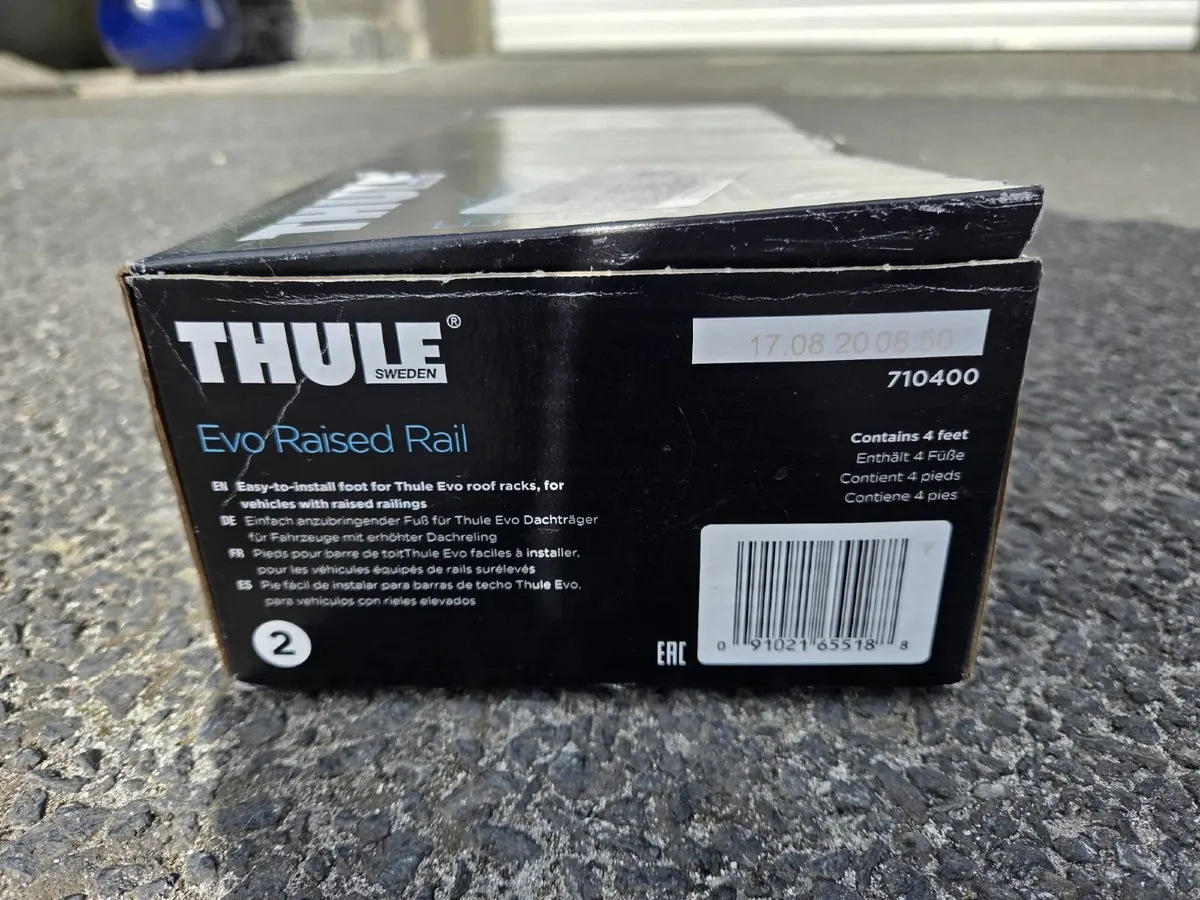 THULE
THULE®
SWEDEN
17.08.20 08:50
710400
Evo Raised Rail
Contains 4 feet
Enthält 4 Füße
Contient 4 pieds
Contiene 4 pies
EN Easy-to-install foot for Thule Evo roof racks, for
vehicles with raised railings
DE Einfach anzubringender Fuß für Thule Evo Dachträger
für Fahrzeuge mit erhöhter Dachreling
FR Pieds pour barre de toitThule Evo faciles à installer,
pour les véhicules équipés de rails surélevés
ES Pie fácil de instalar para barras de techo Thule Evo,
para vehículos con rieles elevados
2
EAC
0 91021 65518 8